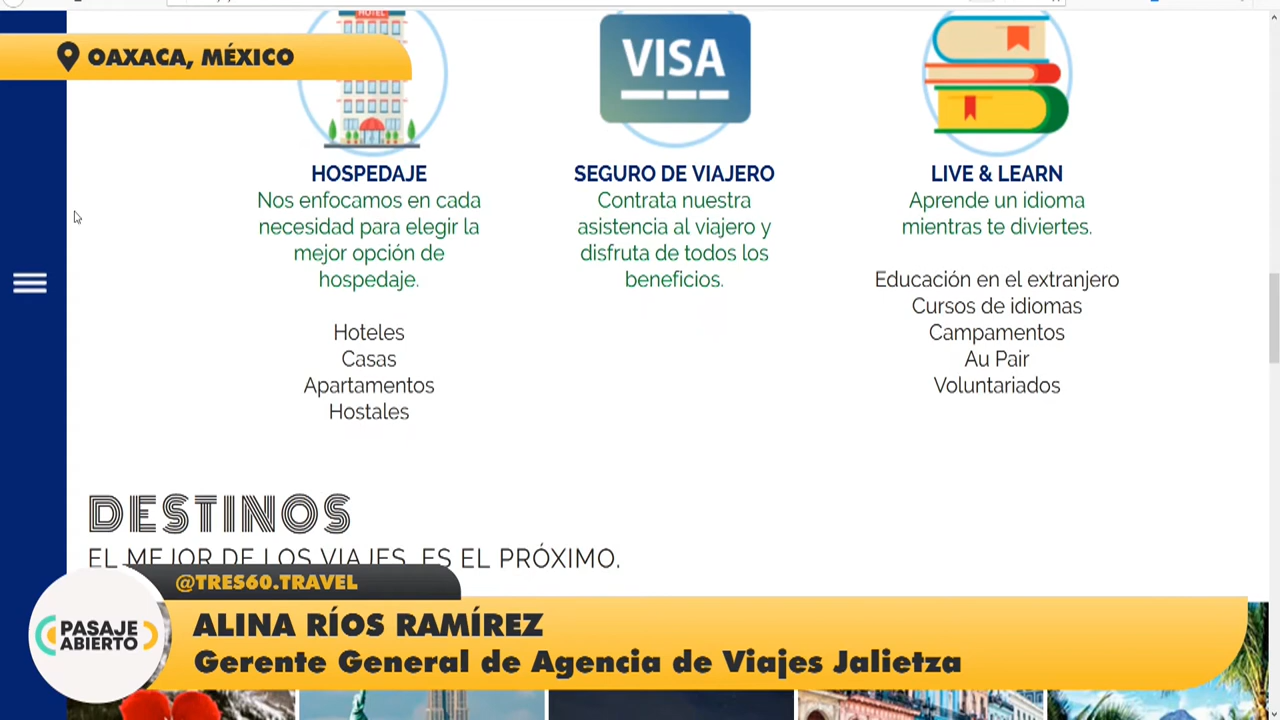 HOTEL
OAXACA, MÉXICO
VISA
HOSPEDAJE
Nos enfocamos en cada
necesidad para elegir la
mejor opción de
hospedaje.
Hoteles
Casas
Apartamentos
Hostales
SEGURO DE VIAJERO
Contrata nuestra
asistencia al viajero y
disfruta de todos los
beneficios.
LIVE & LEARN
Aprende un idioma
mientras te diviertes.
Educación en el extranjero
Cursos de idiomas
Campamentos
Au Pair
Voluntariados
DESTINOS
EL MEJOR DE LOS VIAJES, ES EL PRÓXIMO.
@TRES60.TRAVEL
PASAJE
ABIERTO
ALINA RÍOS RAMÍREZ
Gerente General de Agencia de Viajes Jalietza